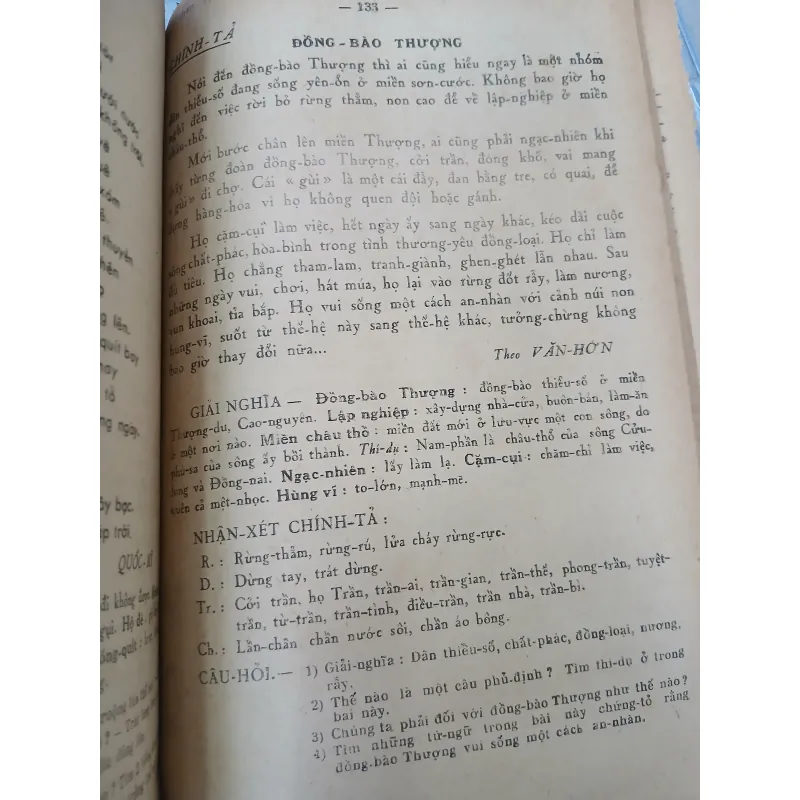 — 133 —
CHÍNH-TẢ
ĐỒNG-BÀO THƯỢNG
Nói đến đồng-bào Thượng thì ai cũng hiểu ngay là một nhóm
dân thiểu-số đang sống yên-ổn ở miền sơn-cước. Không bao giờ họ
nghĩ đến việc rời bỏ rừng thẳm, non cao để về lập-nghiệp ở miền
châu-thổ.
Mới bước chân lên miền Thượng, ai cũng phải ngạc-nhiên khi
thấy từng đoàn đồng-bào Thượng, cởi trần, đóng khố, vai mang
« gùi » đi chợ. Cái « gùi » là một cái đẫy, đan bằng tre, có quai, để
đựng hàng-hóa vì họ không quen đội hoặc gánh.
Họ cặm-cụi làm việc, hết ngày ấy sang ngày khác, kéo dài cuộc
sống chất-phác, hòa-bình trong tình thương-yêu đồng-loại. Họ chỉ làm
đủ tiêu. Họ chẳng tham-lam, tranh-giành, ghen-ghét lẫn nhau. Sau
những ngày vui, chơi, hát múa, họ lại vào rừng đốt rẫy, làm nương,
vun khoai, tỉa bắp. Họ vui sống một cách an-nhàn với cảnh núi non
hùng-vĩ, suốt từ thế-hệ này sang thế-hệ khác, tưởng-chừng không
bao giờ thay đổi nữa...
Theo VĂN-HỚN
GIẢI NGHĨA — Đồng-bào Thượng : đồng-bào thiểu-số ở miền
Thượng-du, Cao-nguyên. Lập nghiệp : xây-dựng nhà-cửa, buôn-bán, làm-ăn
ở một nơi nào. Miền châu thổ : miền đất mới ở lưu-vực một con sông, do
phù-sa của sông ấy bồi thành. Thí-dụ : Nam-phần là châu-thổ của sông Cửu-
long và Đồng-nai. Ngạc-nhiên : lấy làm lạ. Cặm-cụi : chăm-chỉ làm việc,
quên cả mệt-nhọc. Hùng vĩ : to-lớn, mạnh-mẽ.
NHẬN-XÉT CHÍNH-TẢ :
R. : Rừng-thẳm, rừng-rú, lửa cháy rừng-rực.
D. : Dừng tay, trát dừng.
Tr. : Cởi trần, họ Trần, trần-ai, trần-gian, trần-thế, phong-trần, tuyệt-
trần, từ-trần, trần-tình, điều-trần, trần nhà, trần-bì.
Ch. : Lần-chân chần nước sôi, chần áo bông.
CÂU-HỎI. — 1) Giải-nghĩa : Dân thiểu-số, chất-phác, đồng-loại, nương,
rẫy.
2) Thế nào là một câu phủ-định ? Tìm thí-dụ ở trong
bài này.
3) Chúng ta phải đối với đồng-bào Thượng như thế nào ?
4) Tìm những từ-ngữ trong bài này chứng-tỏ rằng
đồng-bào Thượng vui sống một cách an-nhàn.